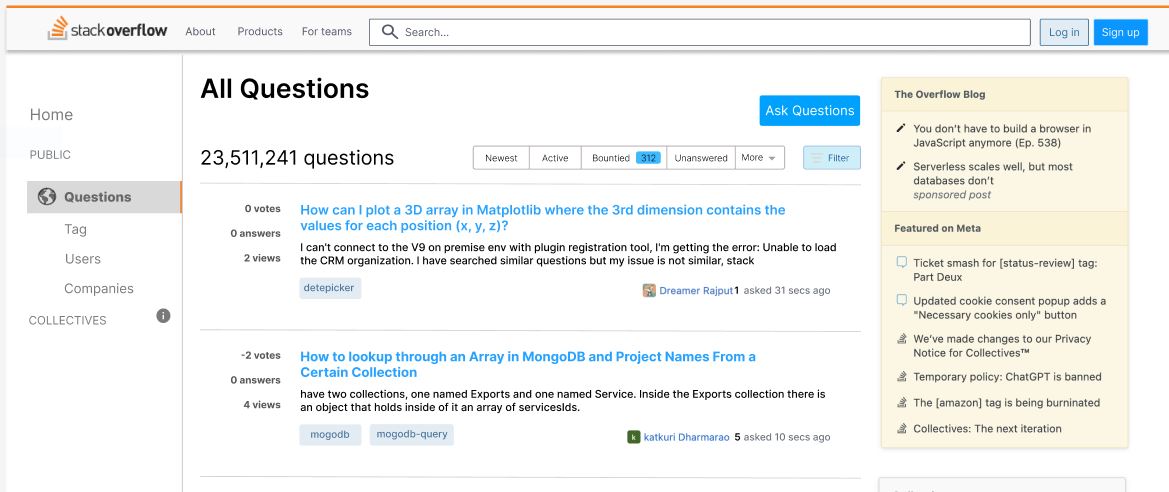 stackoverflow About Products For teams Search... Log in Sign up
All Questions
Ask Questions
Home
PUBLIC
Questions
Tag
Users
Companies
COLLECTIVES
23,511,241 questions
Newest Active Bountied 312 Unanswered More Filter
0 votes
0 answers
2 views
How can I plot a 3D array in Matplotlib where the 3rd dimension contains the
values for each position (x, y, z)?
I can't connect to the V9 on premise env with plugin registration tool, I'm getting the error: Unable to load
the CRM organization. I have searched similar questions but my issue is not similar, stack
detepicker
Dreamer Rajput 1 asked 31 secs ago
-2 votes
0 answers
4 views
How to lookup through an Array in MongoDB and Project Names From a
Certain Collection
have two collections, one named Exports and one named Service. Inside the Exports collection there is
an object that holds inside of it an array of servicesIds.
mogodb mogodb-query
k katkuri Dharmarao 5 asked 10 secs ago
The Overflow Blog
You don't have to build a browser in
JavaScript anymore (Ep. 538)
Serverless scales well, but most
databases don't
sponsored post
Featured on Meta
Ticket smash for [status-review] tag:
Part Deux
Updated cookie consent popup adds a
"Necessary cookies only" button
We've made changes to our Privacy
Notice for Collectives™
Temporary policy: ChatGPT is banned
The [amazon] tag is being burninated
Collectives: The next iteration